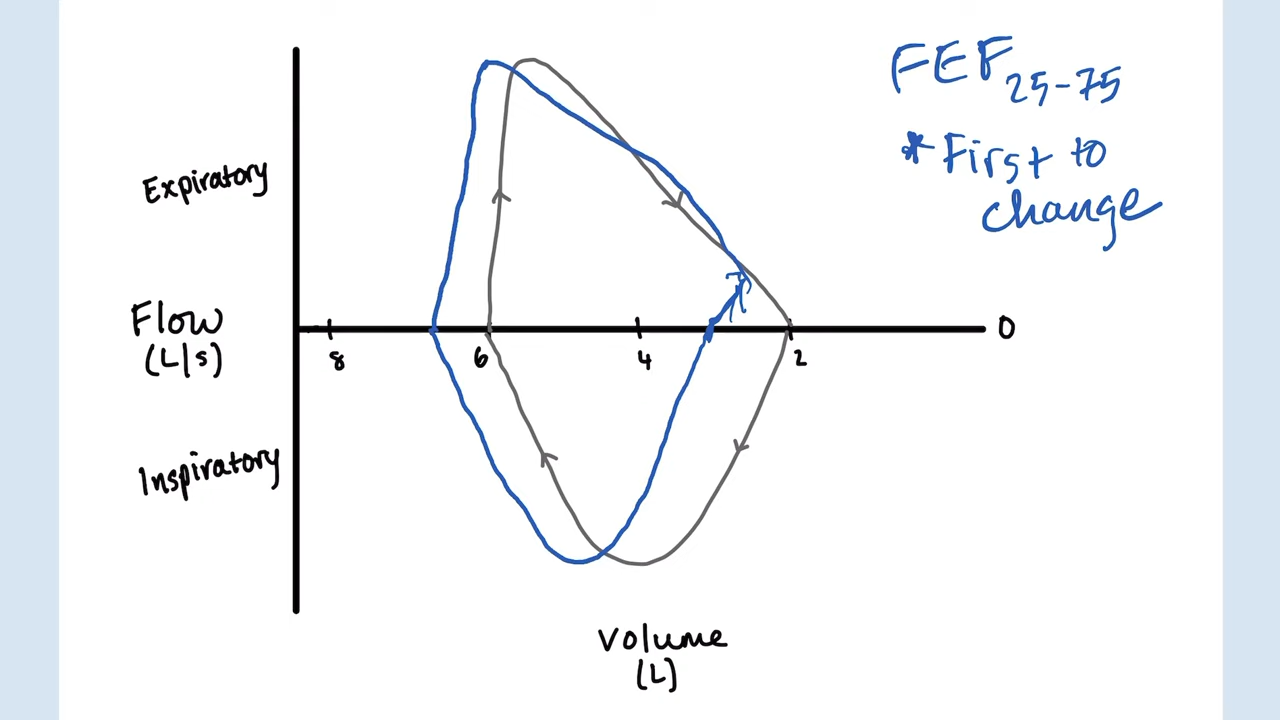 FEF25-75
*First to
change
Expiratory
Flow
(L/s)
8
6
4
2
0
Inspiratory
Volume
(L)